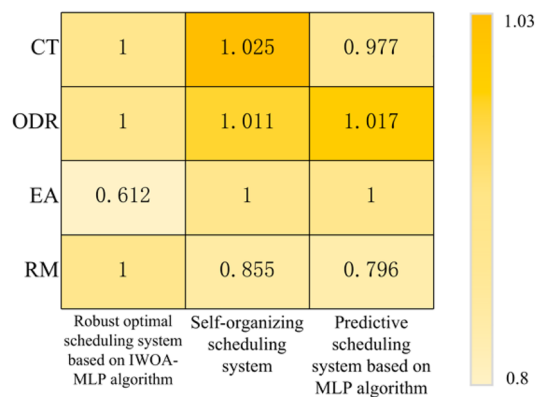 1.03
CT 1 1.025 0.977
ODR 1 1.011 1.017
EA 0.612 1 1
RM 1 0.855 0.796
Robust optimal
scheduling system
based on IWOA-
MLP algorithm
Self-organizing
scheduling
system
Predictive
scheduling
system based on
MLP algorithm
0.8